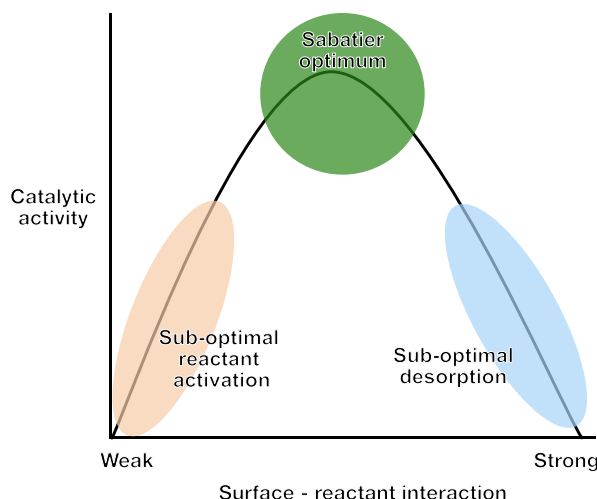 Sabatier
optimum
Catalytic
activity
Sub-optimal
reactant
activation
Sub-optimal
desorption
Weak
Strong
Surface - reactant interaction